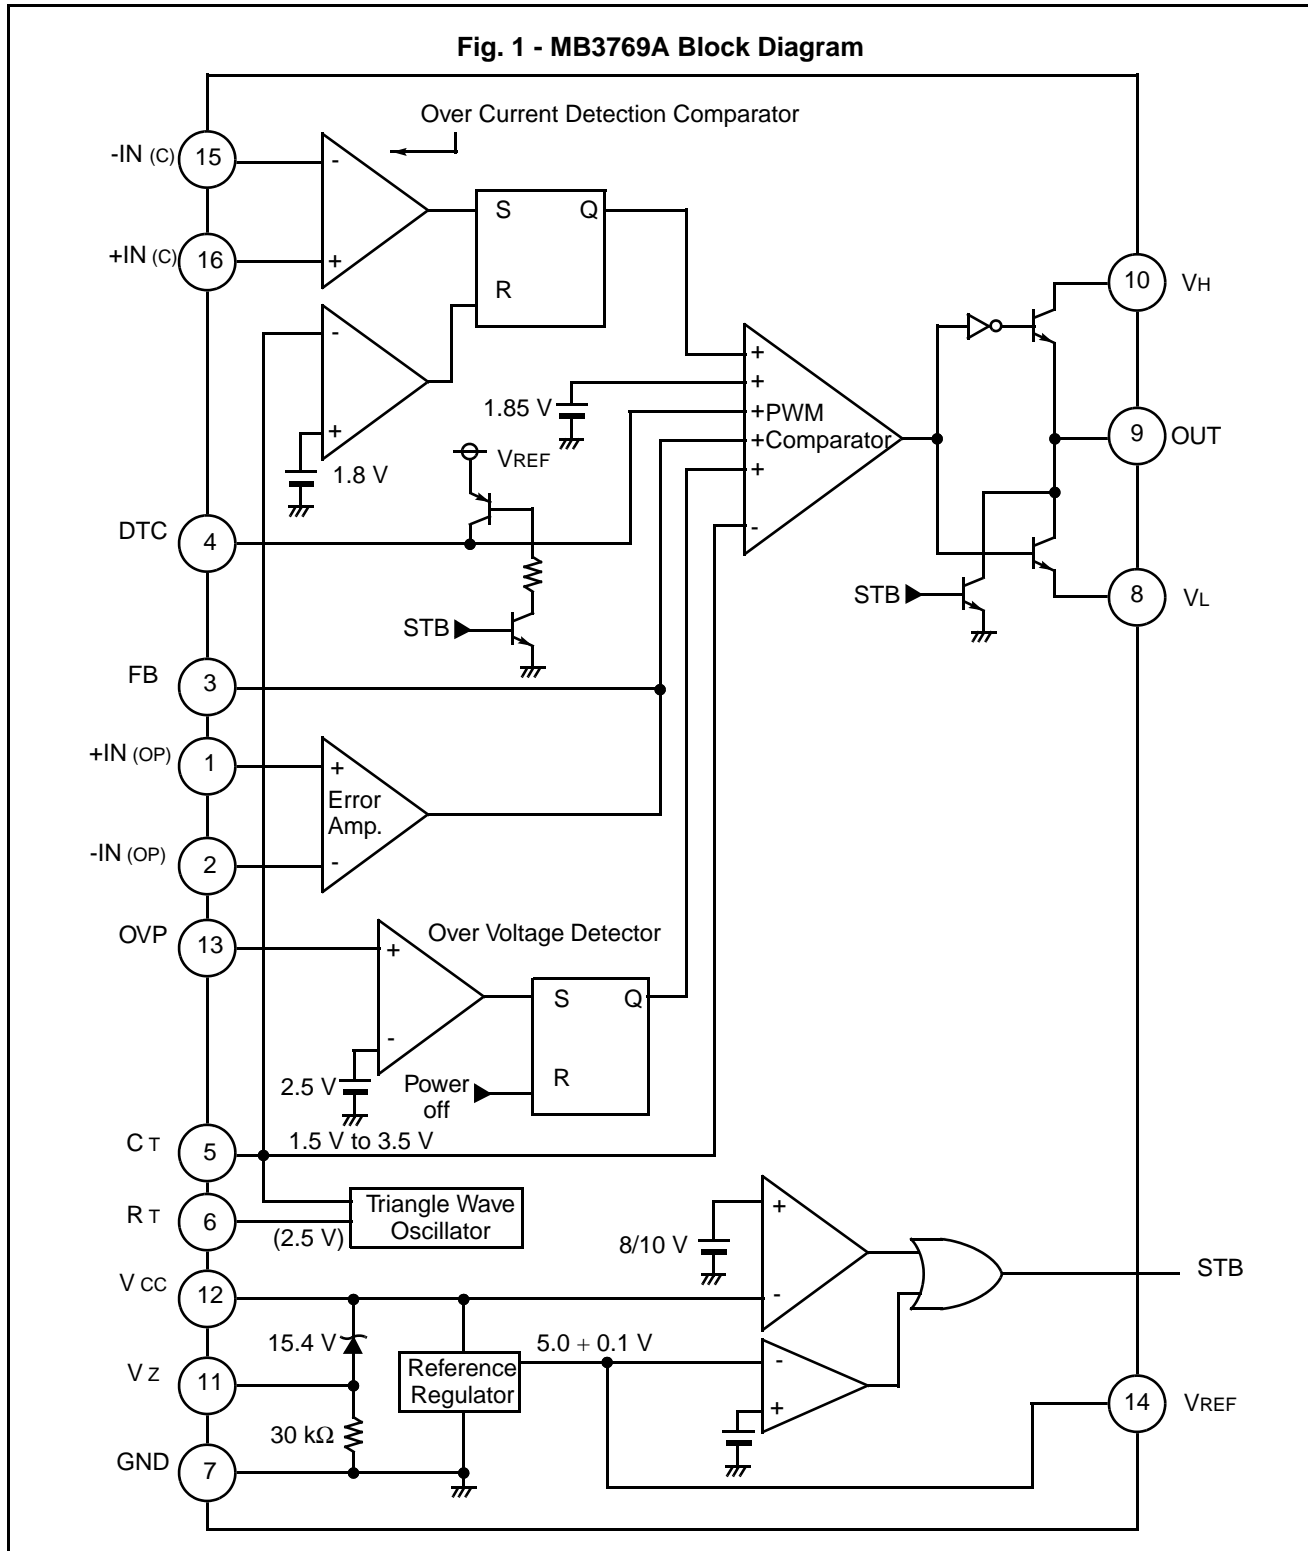 Fig. 1 - MB3769A Block Diagram
Over Current Detection Comparator
-IN (C)
15
-
S
Q
+IN (C)
16
+
R
10
VH
-
+
+
1.85 V
+PWM
+Comparator
+
-
9
OUT
+
1.8 V
VREF
DTC
4
STB
STB
8
VL
FB
3
+IN (OP)
1
+
Error
Amp.
-IN (OP)
2
-
OVP
13
+
Over Voltage Detector
S
Q
-
2.5 V
Power
off
R
CT
5
1.5 V to 3.5 V
RT
6
(2.5 V)
Triangle Wave
Oscillator
+
8/10 V
-
STB
VCC
12
15.4 V
Reference
Regulator
5.0 + 0.1 V
-
+
VZ
11
30 kΩ
14
VREF
GND
7